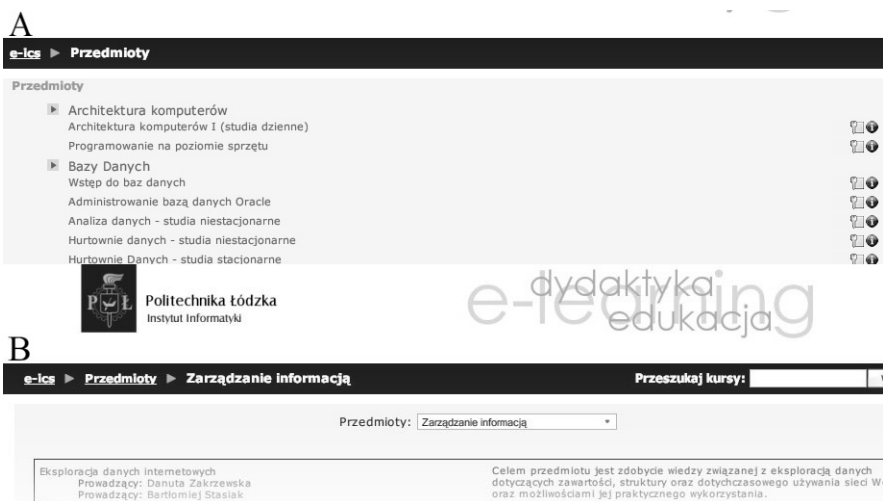 A
e-ics ▶ Przedmioty
Przedmioty
Architektura komputerów
Architektura komputerów I (studia dzienne)
Programowanie na poziomie sprzętu
Bazy Danych
Wstęp do baz danych
Administrowanie bazą danych Oracle
Analiza danych - studia niestacjonarne
Hurtownie danych - studia niestacjonarne
Hurtownie Danych - studia stacjonarne
P Ł
Politechnika Łódzka
Instytut Informatyki
e-learning
dydaktyka
edukacja
B
e-ics ▶ Przedmioty ▶ Zarządzanie informacją Przeszukaj kursy:
Przedmioty: Zarządzanie informacją
Eksploracja danych internetowych
Prowadzący: Danuta Zakrzewska
Prowadzący: Bartłomiej Stasiak
Celem przedmiotu jest zdobycie wiedzy związanej z eksploracją danych
dotyczących zawartości, struktury oraz dotychczasowego używania sieci
oraz możliwościami jej praktycznego wykorzystania.